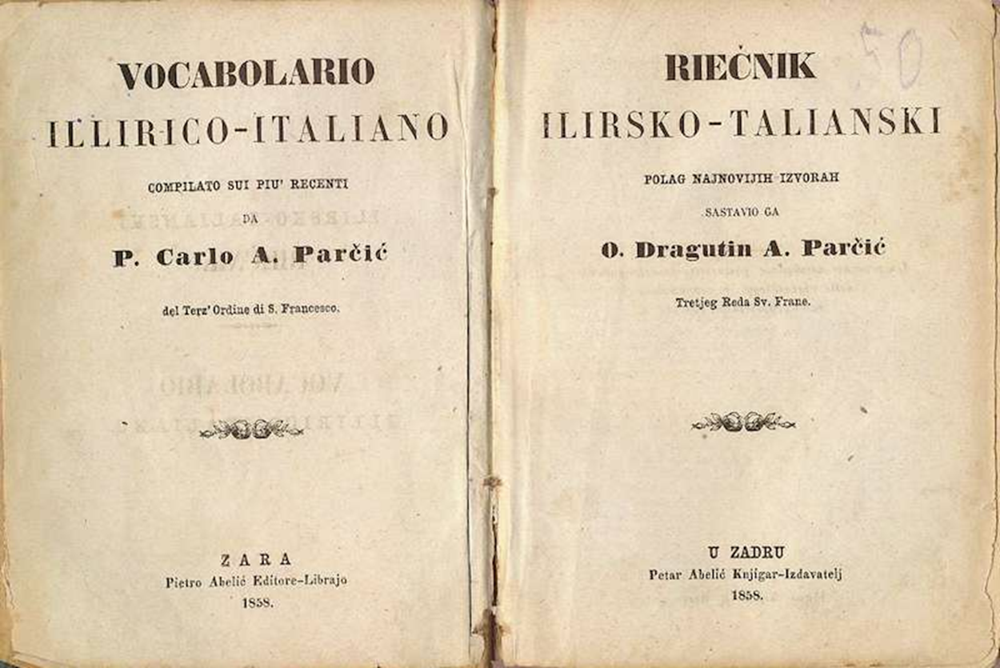 VOCABOLARIO
ILLIRICO-ITALIANO
COMPILATO SUI PIU' RECENTI
DA
P. Carlo A. Parčić
del Terz' Ordine di S. Francesco.
ZARA
Pietro Abelić Editore-Librajo
1858.
50
RIEČNIK
ILIRSKO-TALIANSKI
POLAG NAJNOVIJIH IZVORAH
SASTAVIO GA
O. Dragutin A. Parčić
Tretjeg Reda Sv. Frane.
U ZADRU
Petar Abelić Knjigar-Izdavatelj
1858.